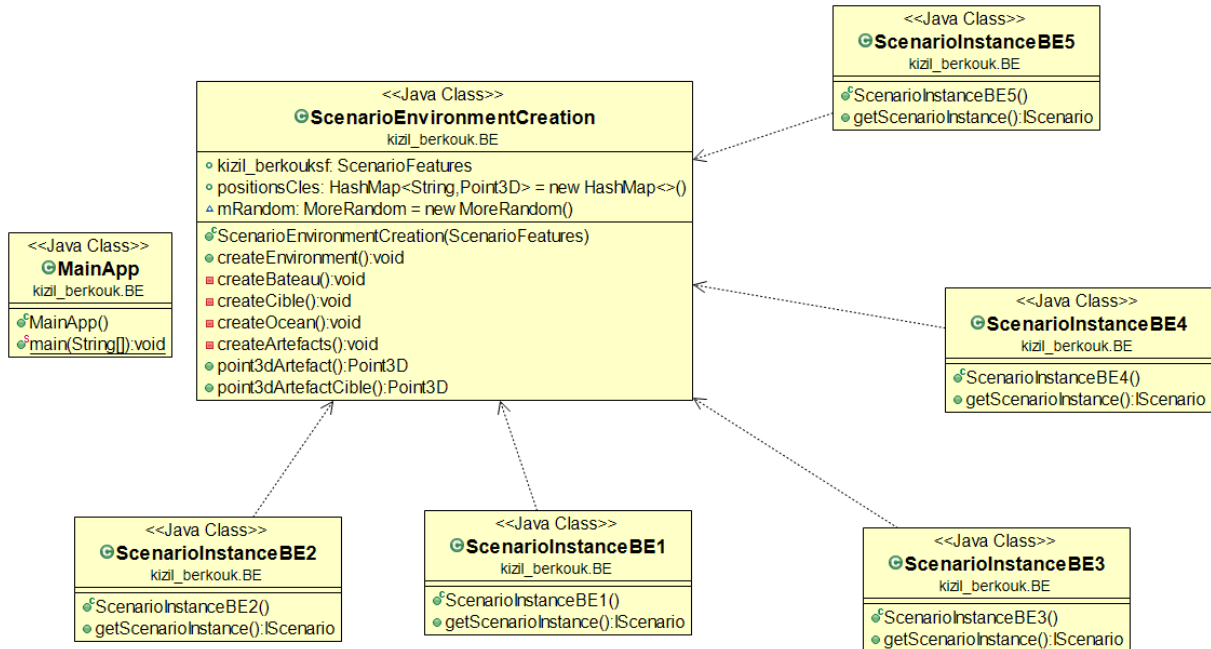 <<Java Class>>
ScenarioInstanceBE5
kizil_berkouk.BE
ScenarioInstanceBE5()
getScenarioInstance():IScenario
<<Java Class>>
ScenarioEnvironmentCreation
kizil_berkouk.BE
kizil_berkouksf: ScenarioFeatures
positionsCles: HashMap<String,Point3D> = new HashMap<>()
mRandom: MoreRandom = new MoreRandom()
ScenarioEnvironmentCreation(ScenarioFeatures)
createEnvironment():void
createBateau():void
createCible():void
createOcean():void
createArtefacts():void
point3dArtefact():Point3D
point3dArtefactCible():Point3D
<<Java Class>>
MainApp
kizil_berkouk.BE
MainApp()
main(String[]):void
<<Java Class>>
ScenarioInstanceBE4
kizil_berkouk.BE
ScenarioInstanceBE4()
getScenarioInstance():IScenario
<<Java Class>>
ScenarioInstanceBE2
kizil_berkouk.BE
ScenarioInstanceBE2()
getScenarioInstance():IScenario
<<Java Class>>
ScenarioInstanceBE1
kizil_berkouk.BE
ScenarioInstanceBE1()
getScenarioInstance():IScenario
<<Java Class>>
ScenarioInstanceBE3
kizil_berkouk.BE
ScenarioInstanceBE3()
getScenarioInstance():IScenario